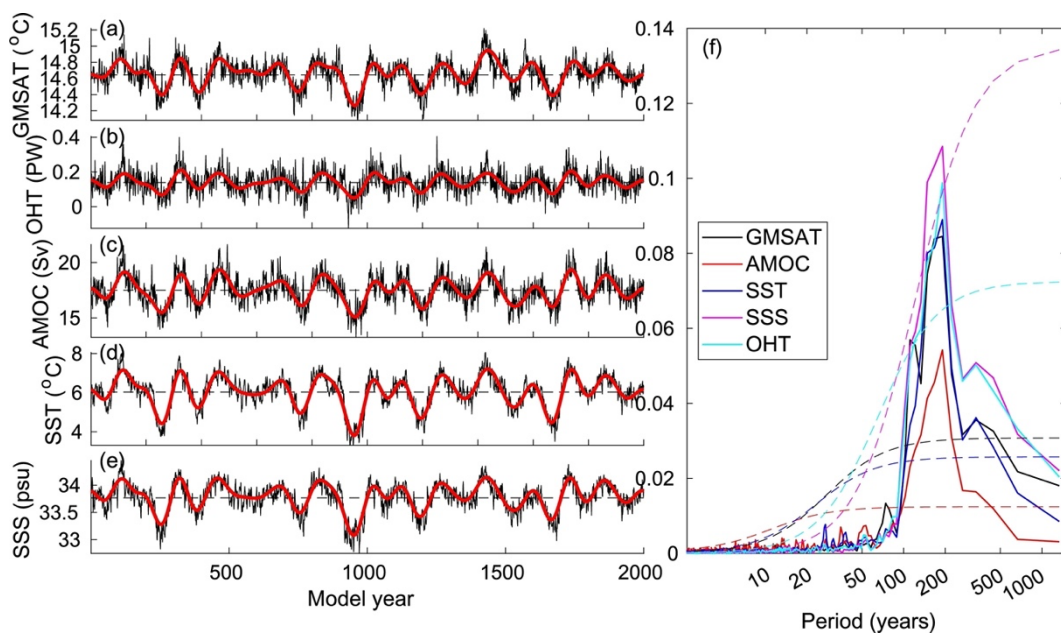 (a)
GMSAT (°C)
15.2
15
14.8
14.6
14.4
14.2
(b)
OHT (PW)
0.4
0.2
0
(c)
AMOC (Sv)
20
15
(d)
SST (°C)
8
6
4
(e)
SSS (psu)
34
33.5
33
500 1000 1500 2000
Model year
(f)
0.14
0.12
0.1
0.08
0.06
0.04
0.02
0
GMSAT
AMOC
SST
SSS
OHT
10 20 50 100 200 500 1000
Period (years)